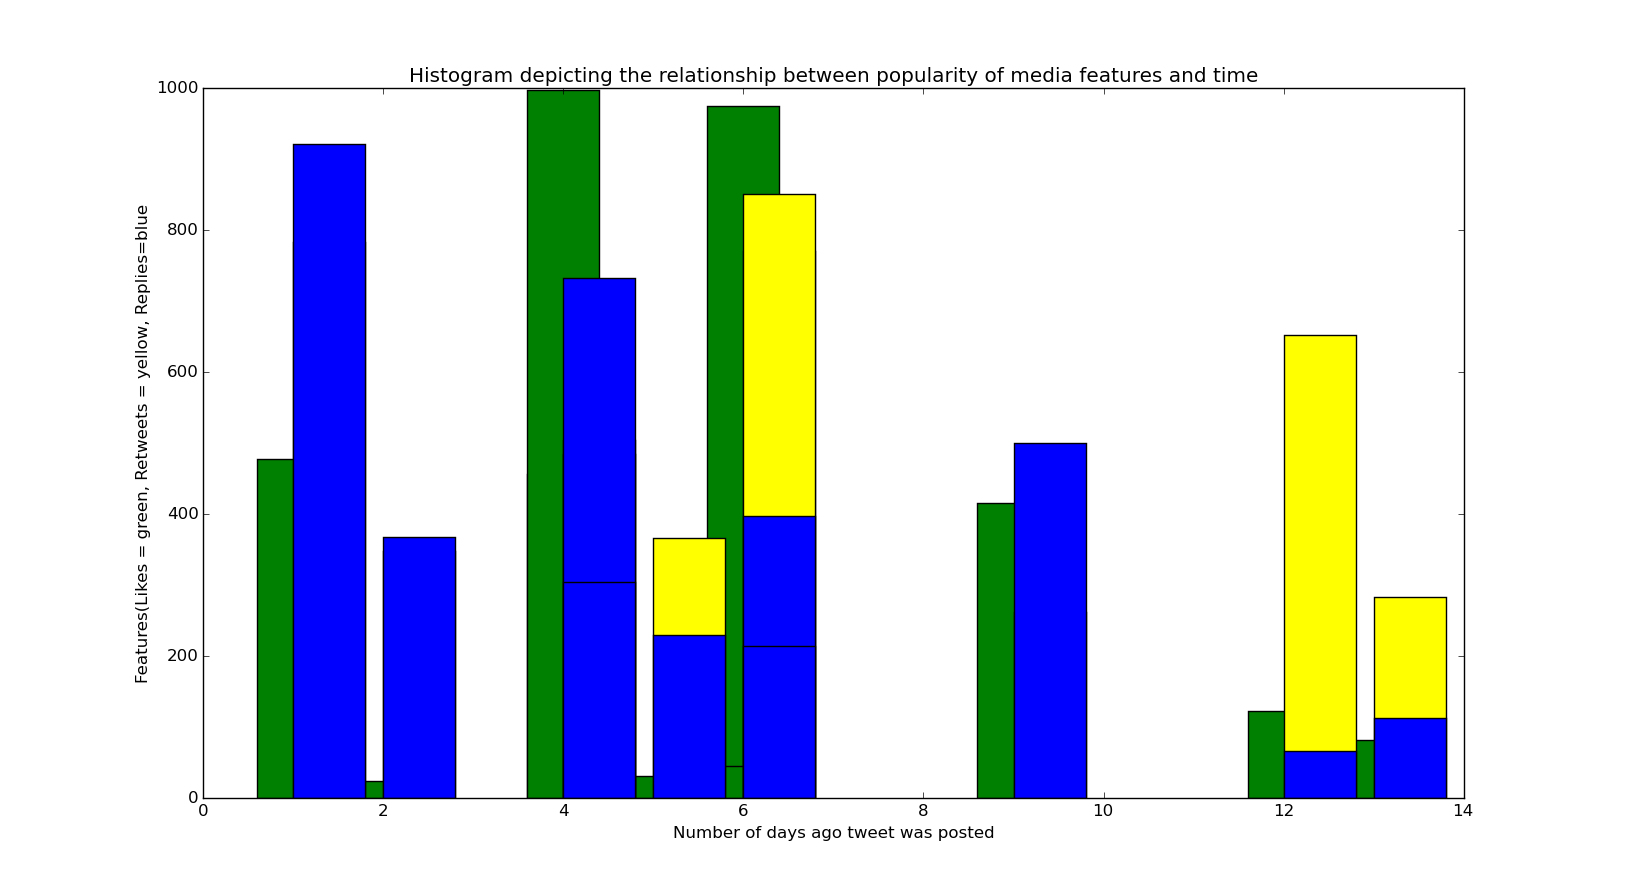 Histogram depicting the relationship between popularity of media features and time
Features(Likes = green, Retweets = yellow, Replies=blue
1000
800
600
400
200
0
0 2 4 6 8 10 12 14
Number of days ago tweet was posted